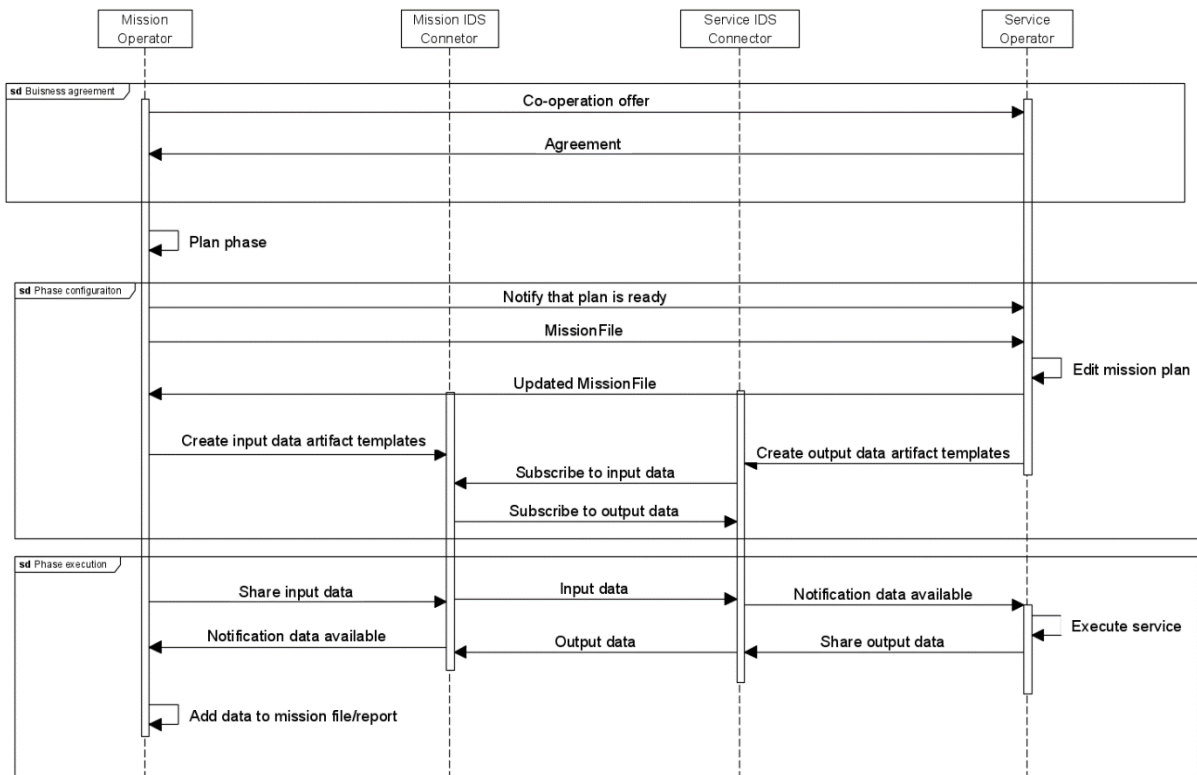 Mission
Operator
Mission IDS
Connetor
Service IDS
Connector
Service
Operator
sd Buisness agreement
Co-operation offer
Agreement
Plan phase
sd Phase configuraiton
Notify that plan is ready
MissionFile
Edit mission plan
Updated MissionFile
Create input data artifact templates
Create output data artifact templates
Subscribe to input data
Subscribe to output data
sd Phase execution
Share input data
Input data
Notification data available
Execute service
Notification data available
Output data
Share output data
Add data to mission file/report